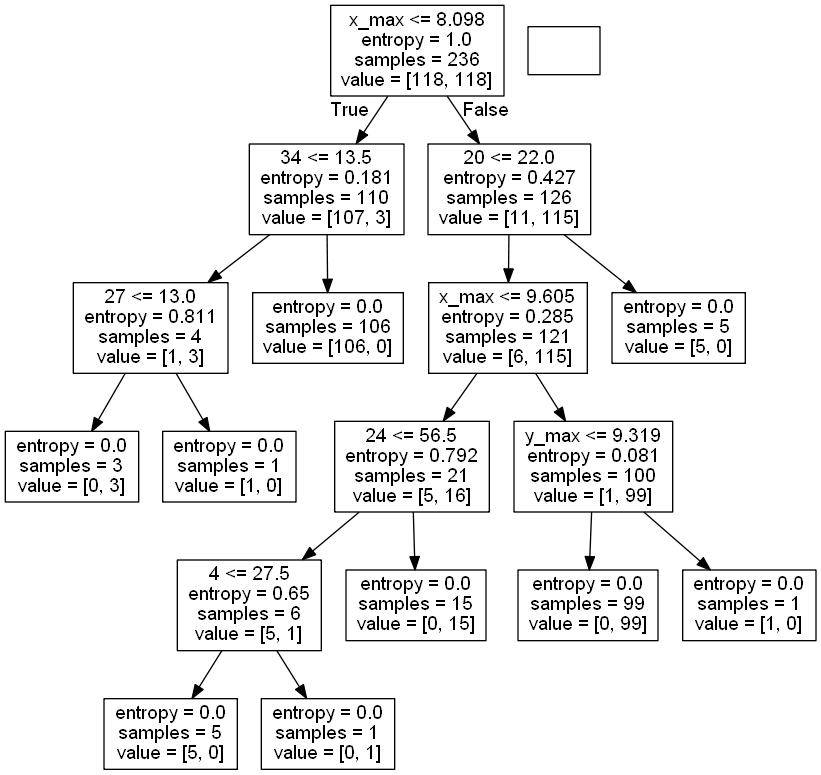 x_max <= 8.098
entropy = 1.0
samples = 236
value = [118, 118]
True
False
34 <= 13.5
entropy = 0.181
samples = 110
value = [107, 3]
20 <= 22.0
entropy = 0.427
samples = 126
value = [11, 115]
27 <= 13.0
entropy = 0.811
samples = 4
value = [1, 3]
entropy = 0.0
samples = 106
value = [106, 0]
x_max <= 9.605
entropy = 0.285
samples = 121
value = [6, 115]
entropy = 0.0
samples = 5
value = [5, 0]
entropy = 0.0
samples = 3
value = [0, 3]
entropy = 0.0
samples = 1
value = [1, 0]
24 <= 56.5
entropy = 0.792
samples = 21
value = [5, 16]
y_max <= 9.319
entropy = 0.081
samples = 100
value = [1, 99]
4 <= 27.5
entropy = 0.65
samples = 6
value = [5, 1]
entropy = 0.0
samples = 15
value = [0, 15]
entropy = 0.0
samples = 99
value = [0, 99]
entropy = 0.0
samples = 1
value = [1, 0]
entropy = 0.0
samples = 5
value = [5, 0]
entropy = 0.0
samples = 1
value = [0, 1]